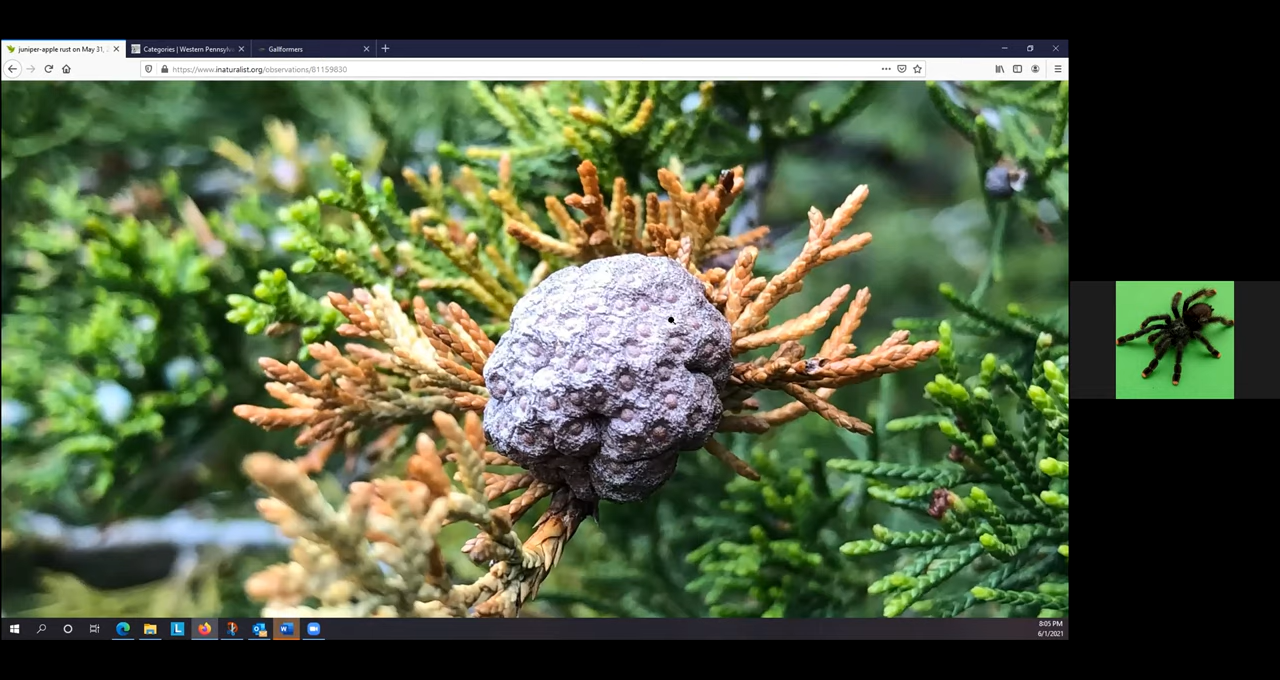 juniper-apple rust on May 31, 2
Categories | Western Pennsylv
Gallformers
https://www.inaturalist.org/observations/81159830
8:05 PM
6/1/2021